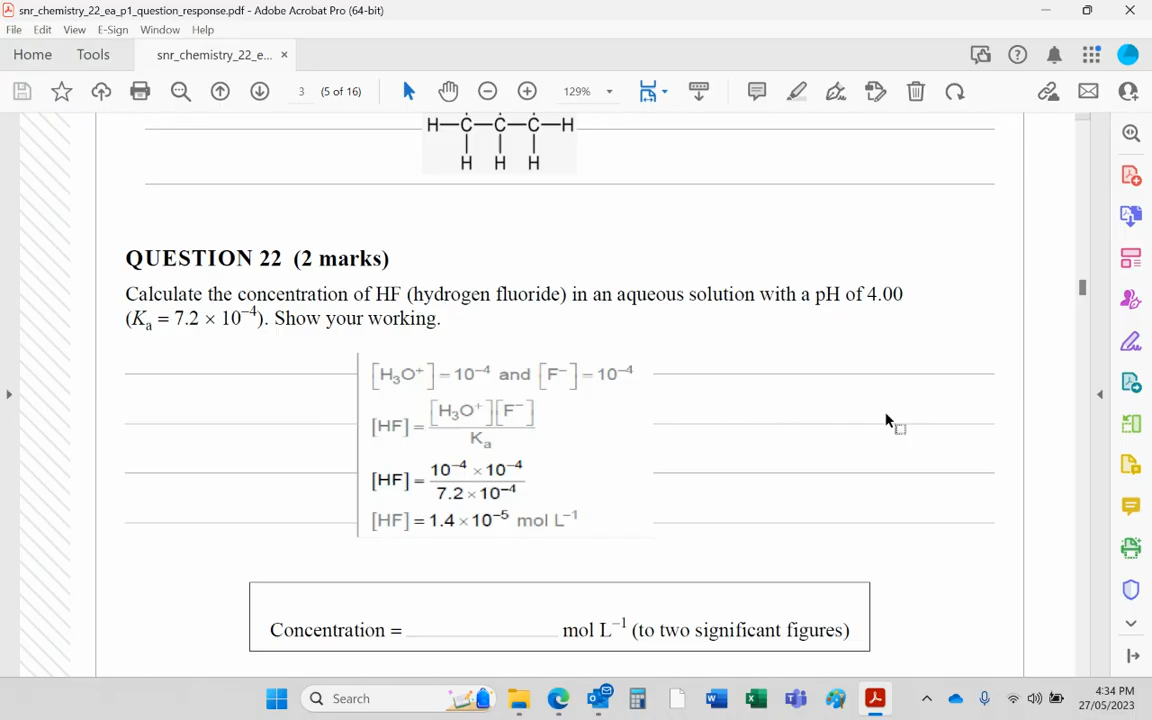 snr_chemistry_22_ea_p1_question_response.pdf - Adobe Acrobat Pro (64-bit)
File Edit View E-Sign Window Help
Home Tools snr_chemistry_22_e... ×
3 (5 of 16) 129%
H—C—C—C—H
H H H
QUESTION 22 (2 marks)
Calculate the concentration of HF (hydrogen fluoride) in an aqueous solution with a pH of 4.00
(Kₐ = 7.2 × 10⁻⁴). Show your working.
[H₃O⁺] = 10⁻⁴ and [F⁻] = 10⁻⁴
[HF] = [H₃O⁺][F⁻] / Kₐ
[HF] = 10⁻⁴ × 10⁻⁴ / 7.2 × 10⁻⁴
[HF] = 1.4 × 10⁻⁵ mol L⁻¹
Concentration = ____________ mol L⁻¹ (to two significant figures)
Search
4:34 PM
27/05/2023